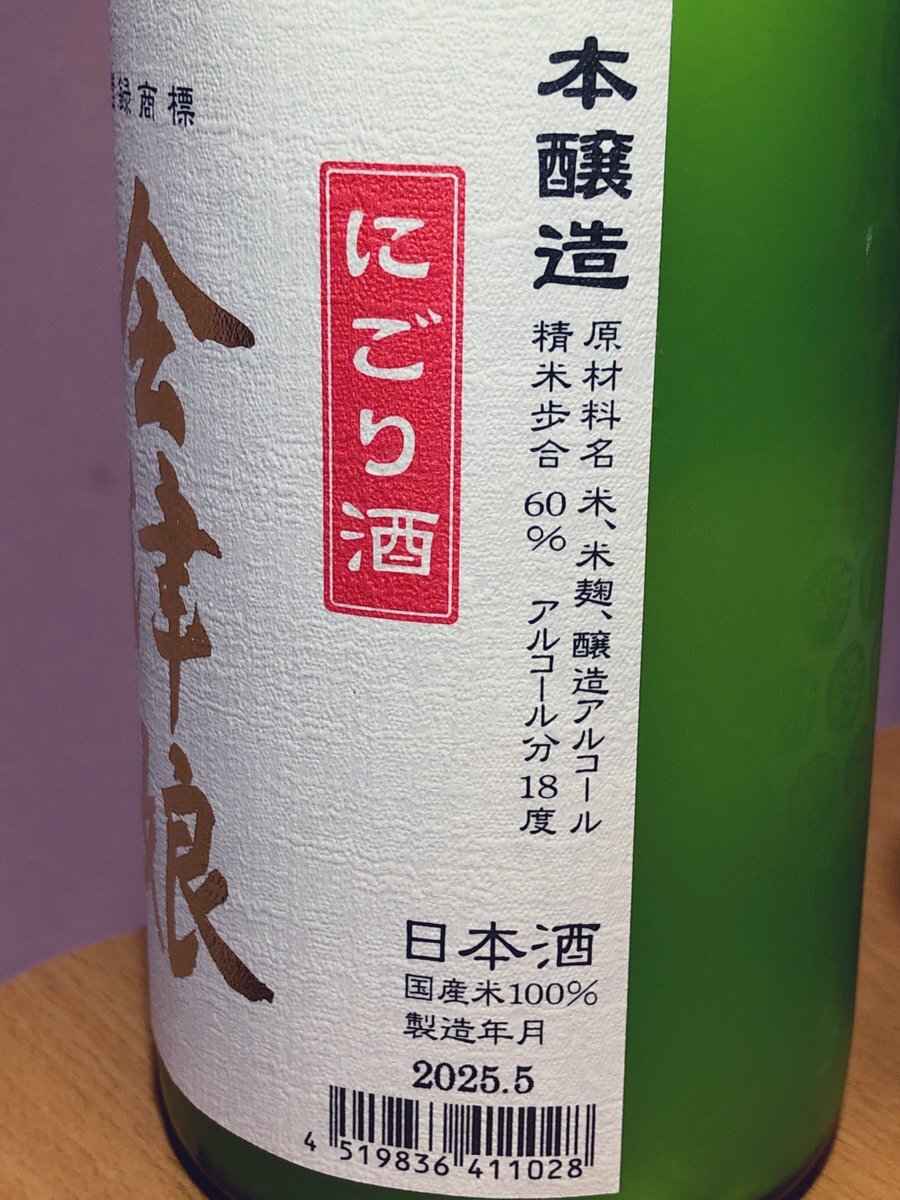 本醸造
原材料名 米、米麹、醸造アルコール
精米歩合 60% アルコール分18度
にごり酒
登録商標
会津娘
日本酒
国産米100%
製造年月
2025.5
4 519836 411028